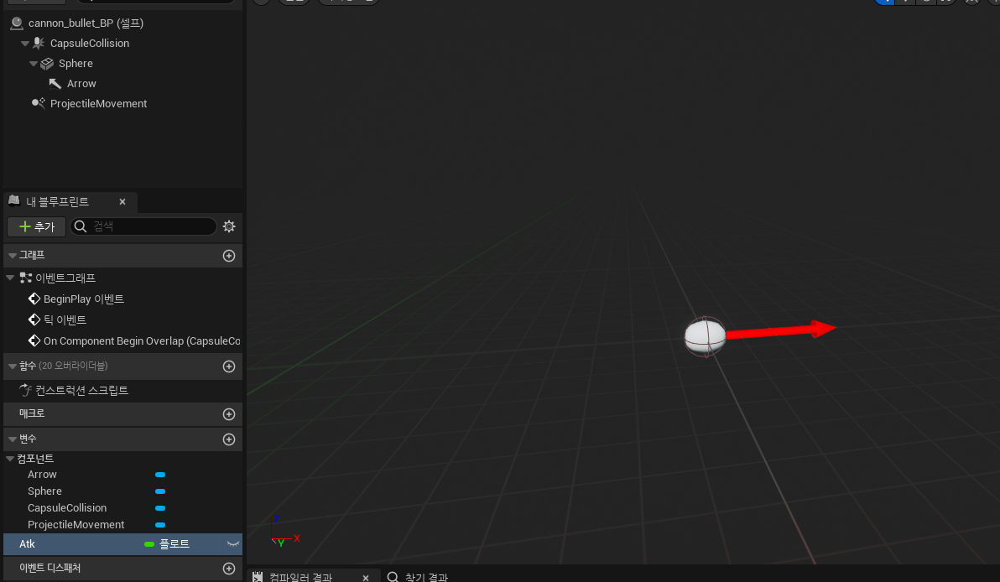 cannon_bullet_BP (셀프)
CapsuleCollision
Sphere
Arrow
ProjectileMovement
내 블루프린트
추가
검색
그래프
이벤트그래프
BeginPlay 이벤트
틱 이벤트
On Component Begin Overlap (CapsuleCo
함수 (20 오버라이더블)
컨스트럭션 스크립트
매크로
변수
컴포넌트
Arrow
Sphere
CapsuleCollision
ProjectileMovement
Atk 플로트
이벤트 디스패처
Z
X
Y
컴파일러 결과
찾기 결과